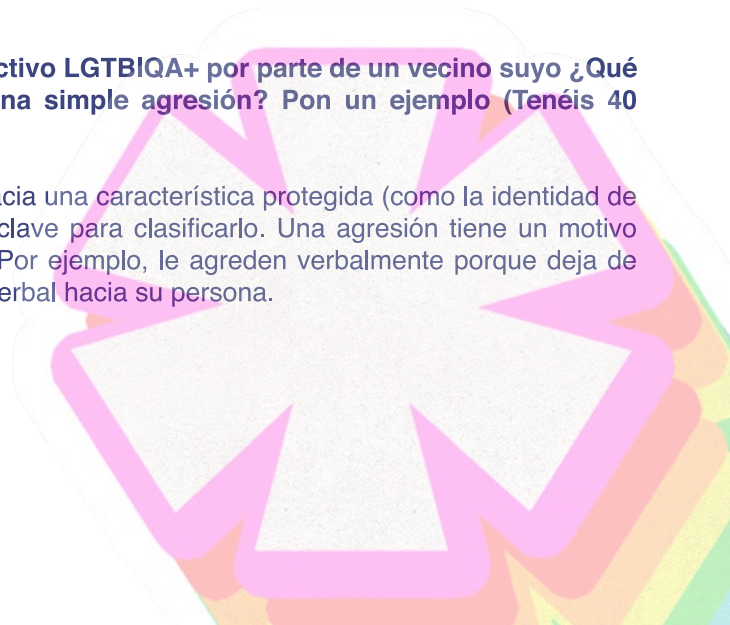 ctivo LGTBIQA+ por parte de un vecino suyo ¿Qué
na simple agresión? Pon un ejemplo (Tenéis 40
acia una característica protegida (como la identidad de
clave para clasificarlo. Una agresión tiene un motivo
Por ejemplo, le agreden verbalmente porque deja de
erbal hacia su persona.